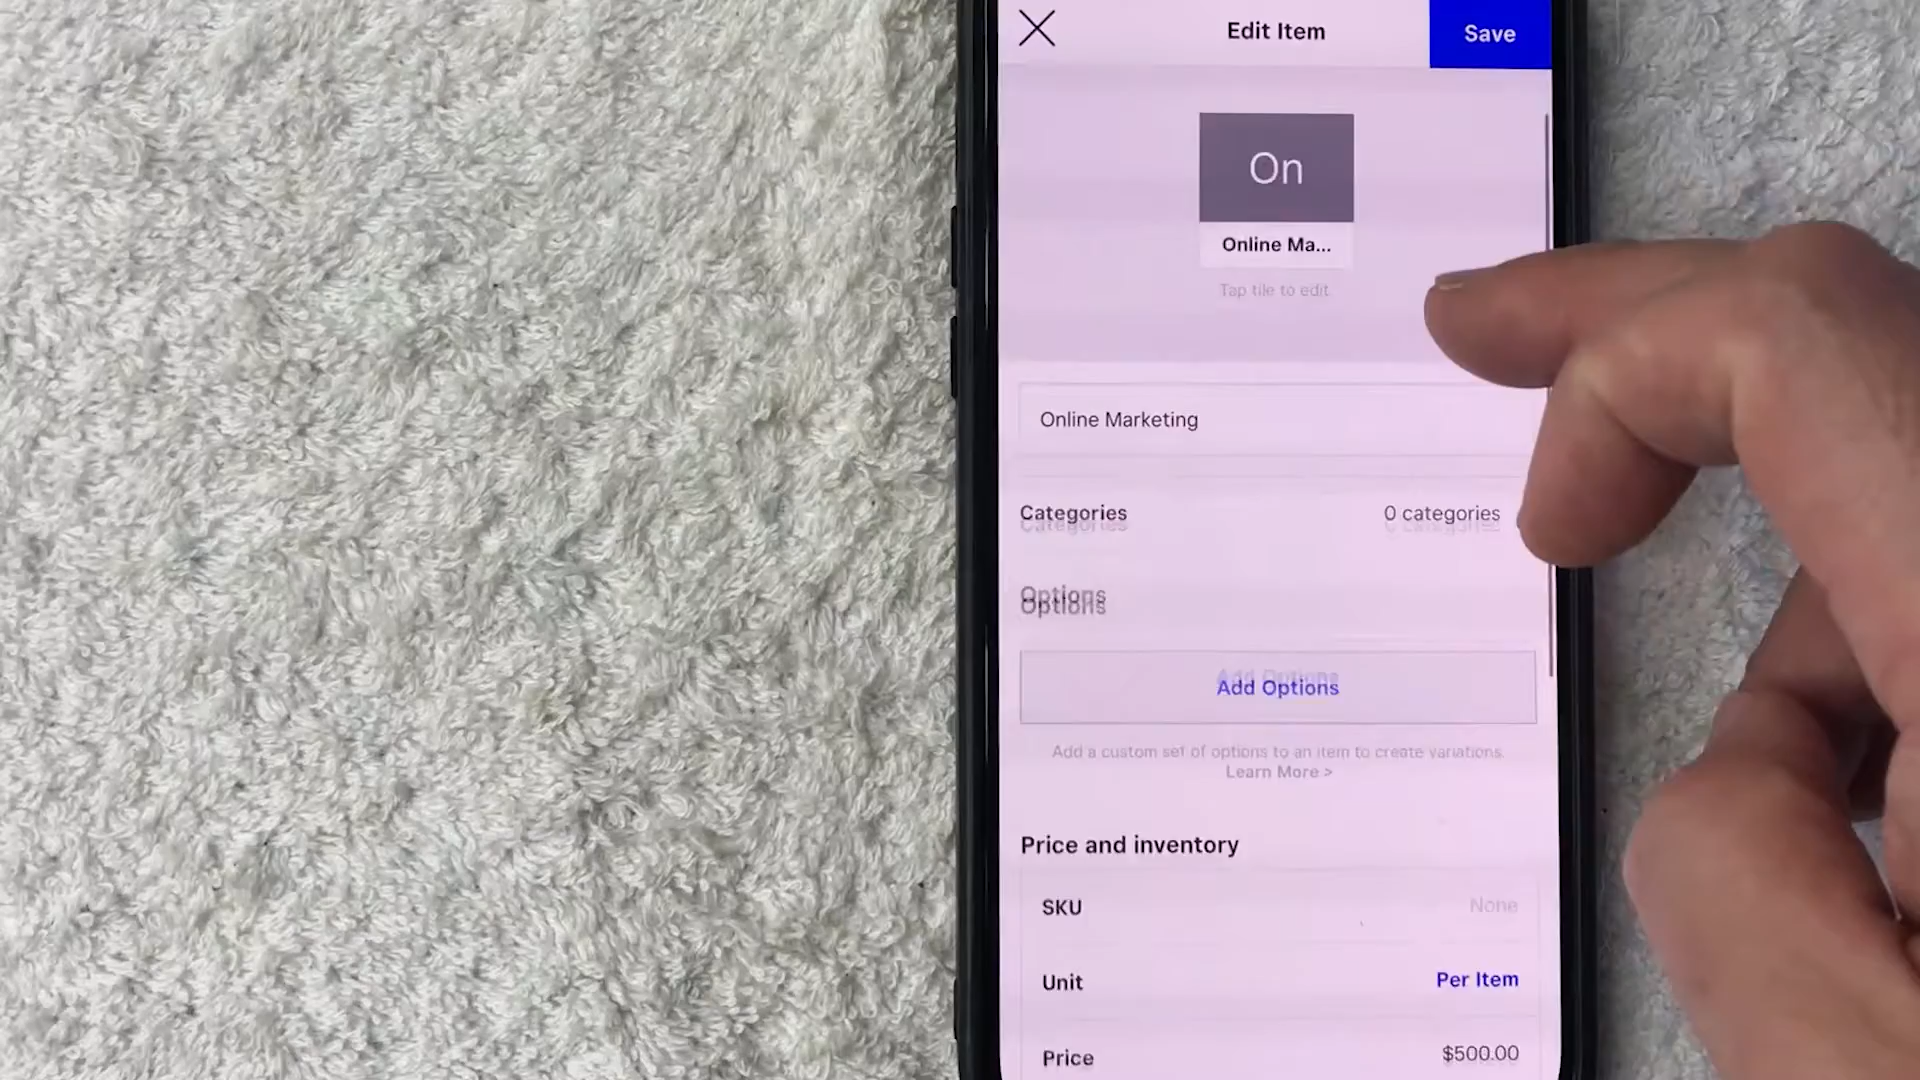 Edit Item
Save
On
Online Ma...
Tap tile to edit
Online Marketing
Categories 0 categories
Options
Add Options
Add a custom set of options to an item to create variations.
Learn More >
Price and inventory
SKU None
Unit Per Item
Price $500.00